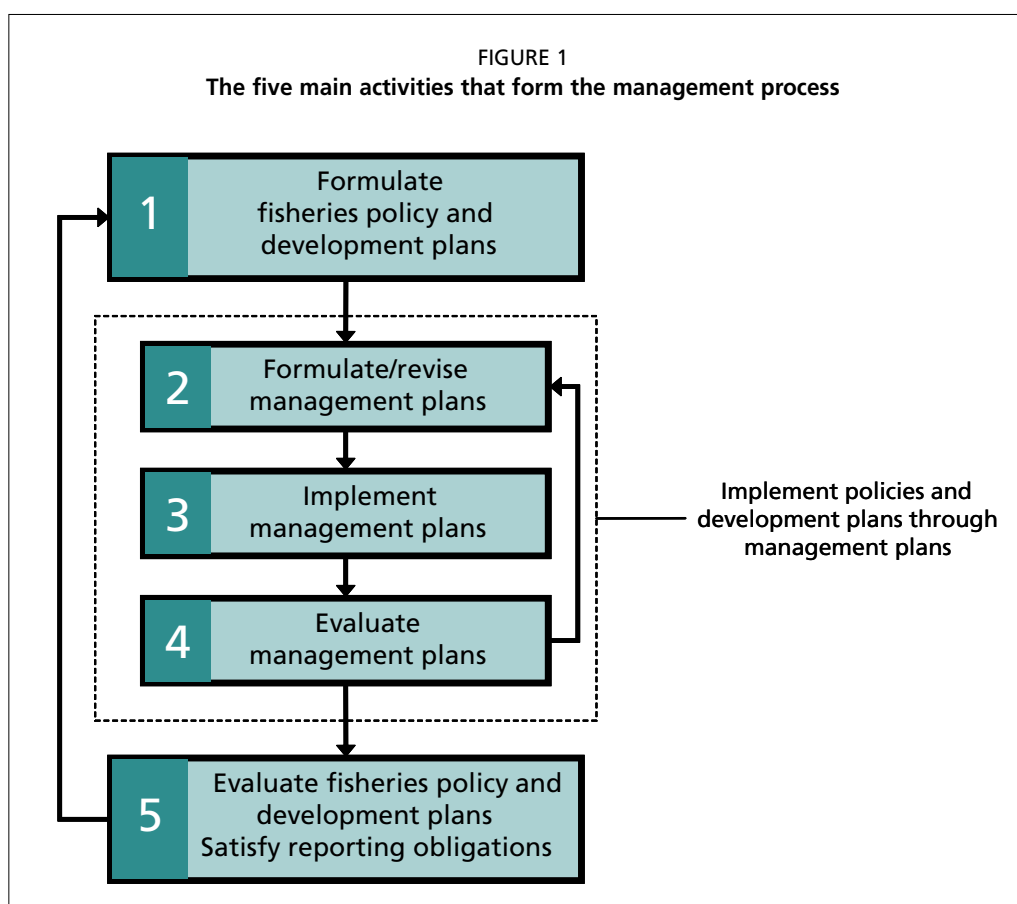 FIGURE 1
The five main activities that form the management process
1
Formulate
fisheries policy and
development plans
2
Formulate/revise
management plans
3
Implement
management plans
4
Evaluate
management plans
Implement policies and
development plans through
management plans
5
Evaluate fisheries policy and
development plans
Satisfy reporting obligations